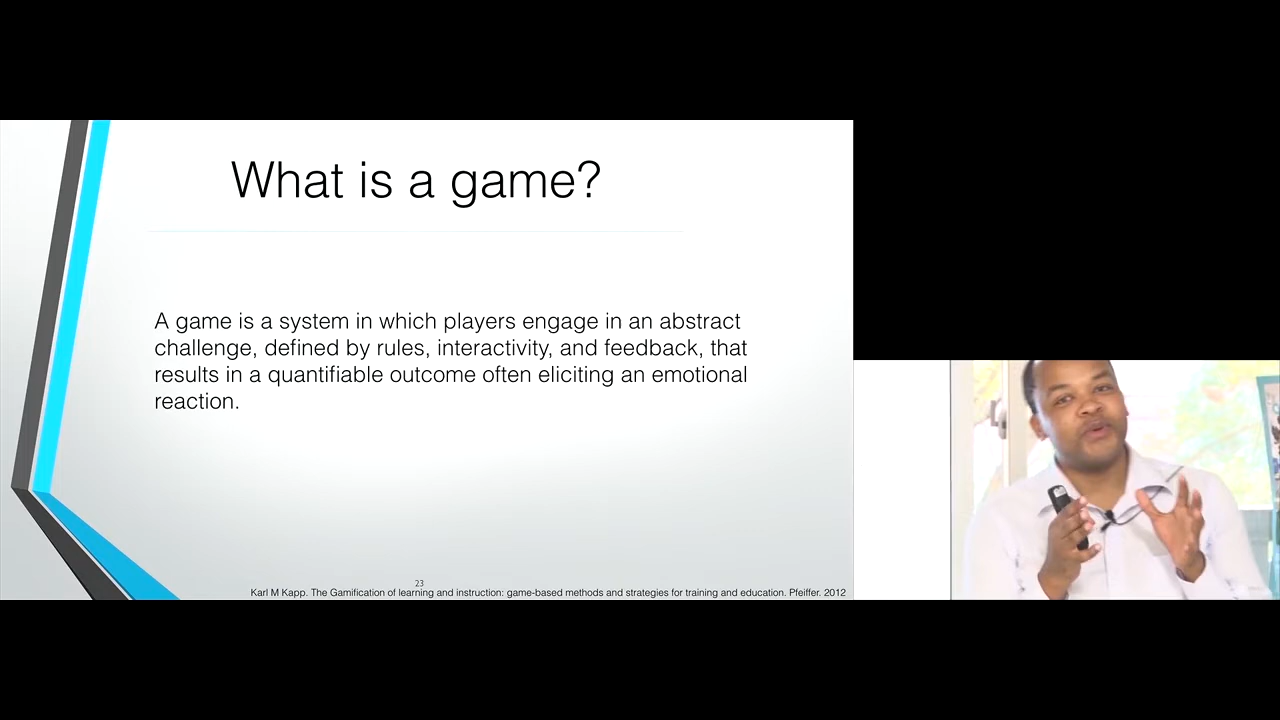 What is a game?
A game is a system in which players engage in an abstract
challenge, defined by rules, interactivity, and feedback, that
results in a quantifiable outcome often eliciting an emotional
reaction.
23
Karl M Kapp. The Gamification of learning and instruction: game-based methods and strategies for training and education. Pfeiffer. 2012